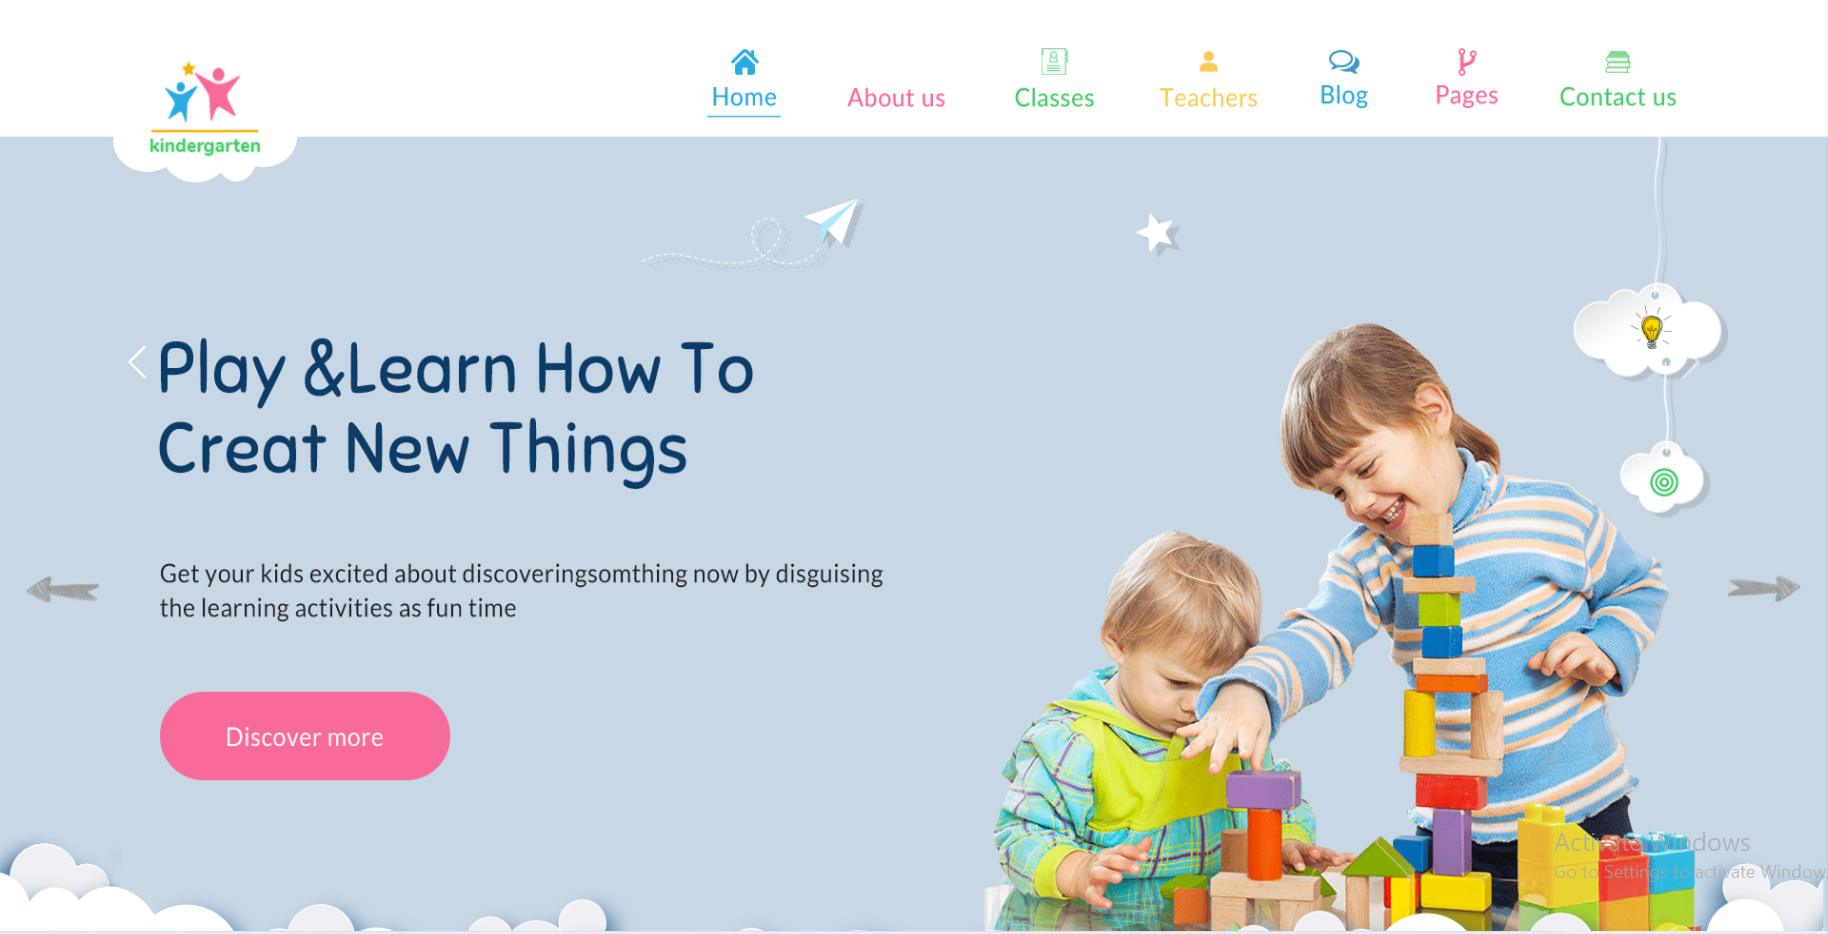 Home
About us
Classes
Teachers
Blog
Pages
Contact us
kindergarten
Play &Learn How To
Creat New Things
Get your kids excited about discoveringsomthing now by disguising
the learning activities as fun time
Discover more
Activate Windows
Go to Settings to activate Windows